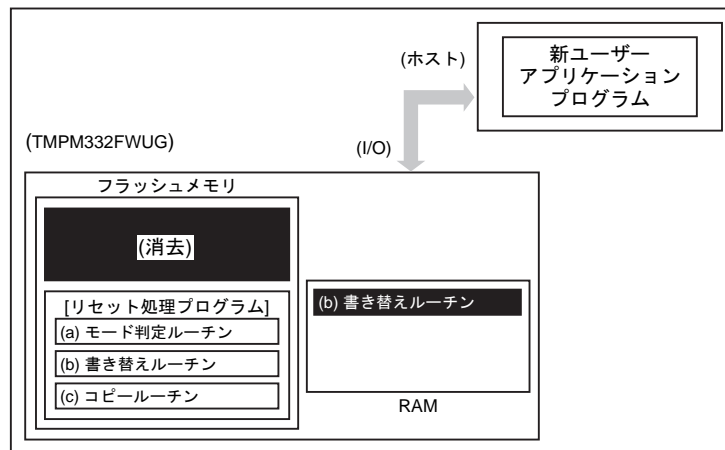 (ホスト)
新ユーザー
アプリケーション
プログラム
(TMPM332FWUG)
(I/O)
フラッシュメモリ
(消去)
[リセット処理プログラム]
(a) モード判定ルーチン
(b) 書き替えルーチン
(c) コピールーチン
(b) 書き替えルーチン
RAM